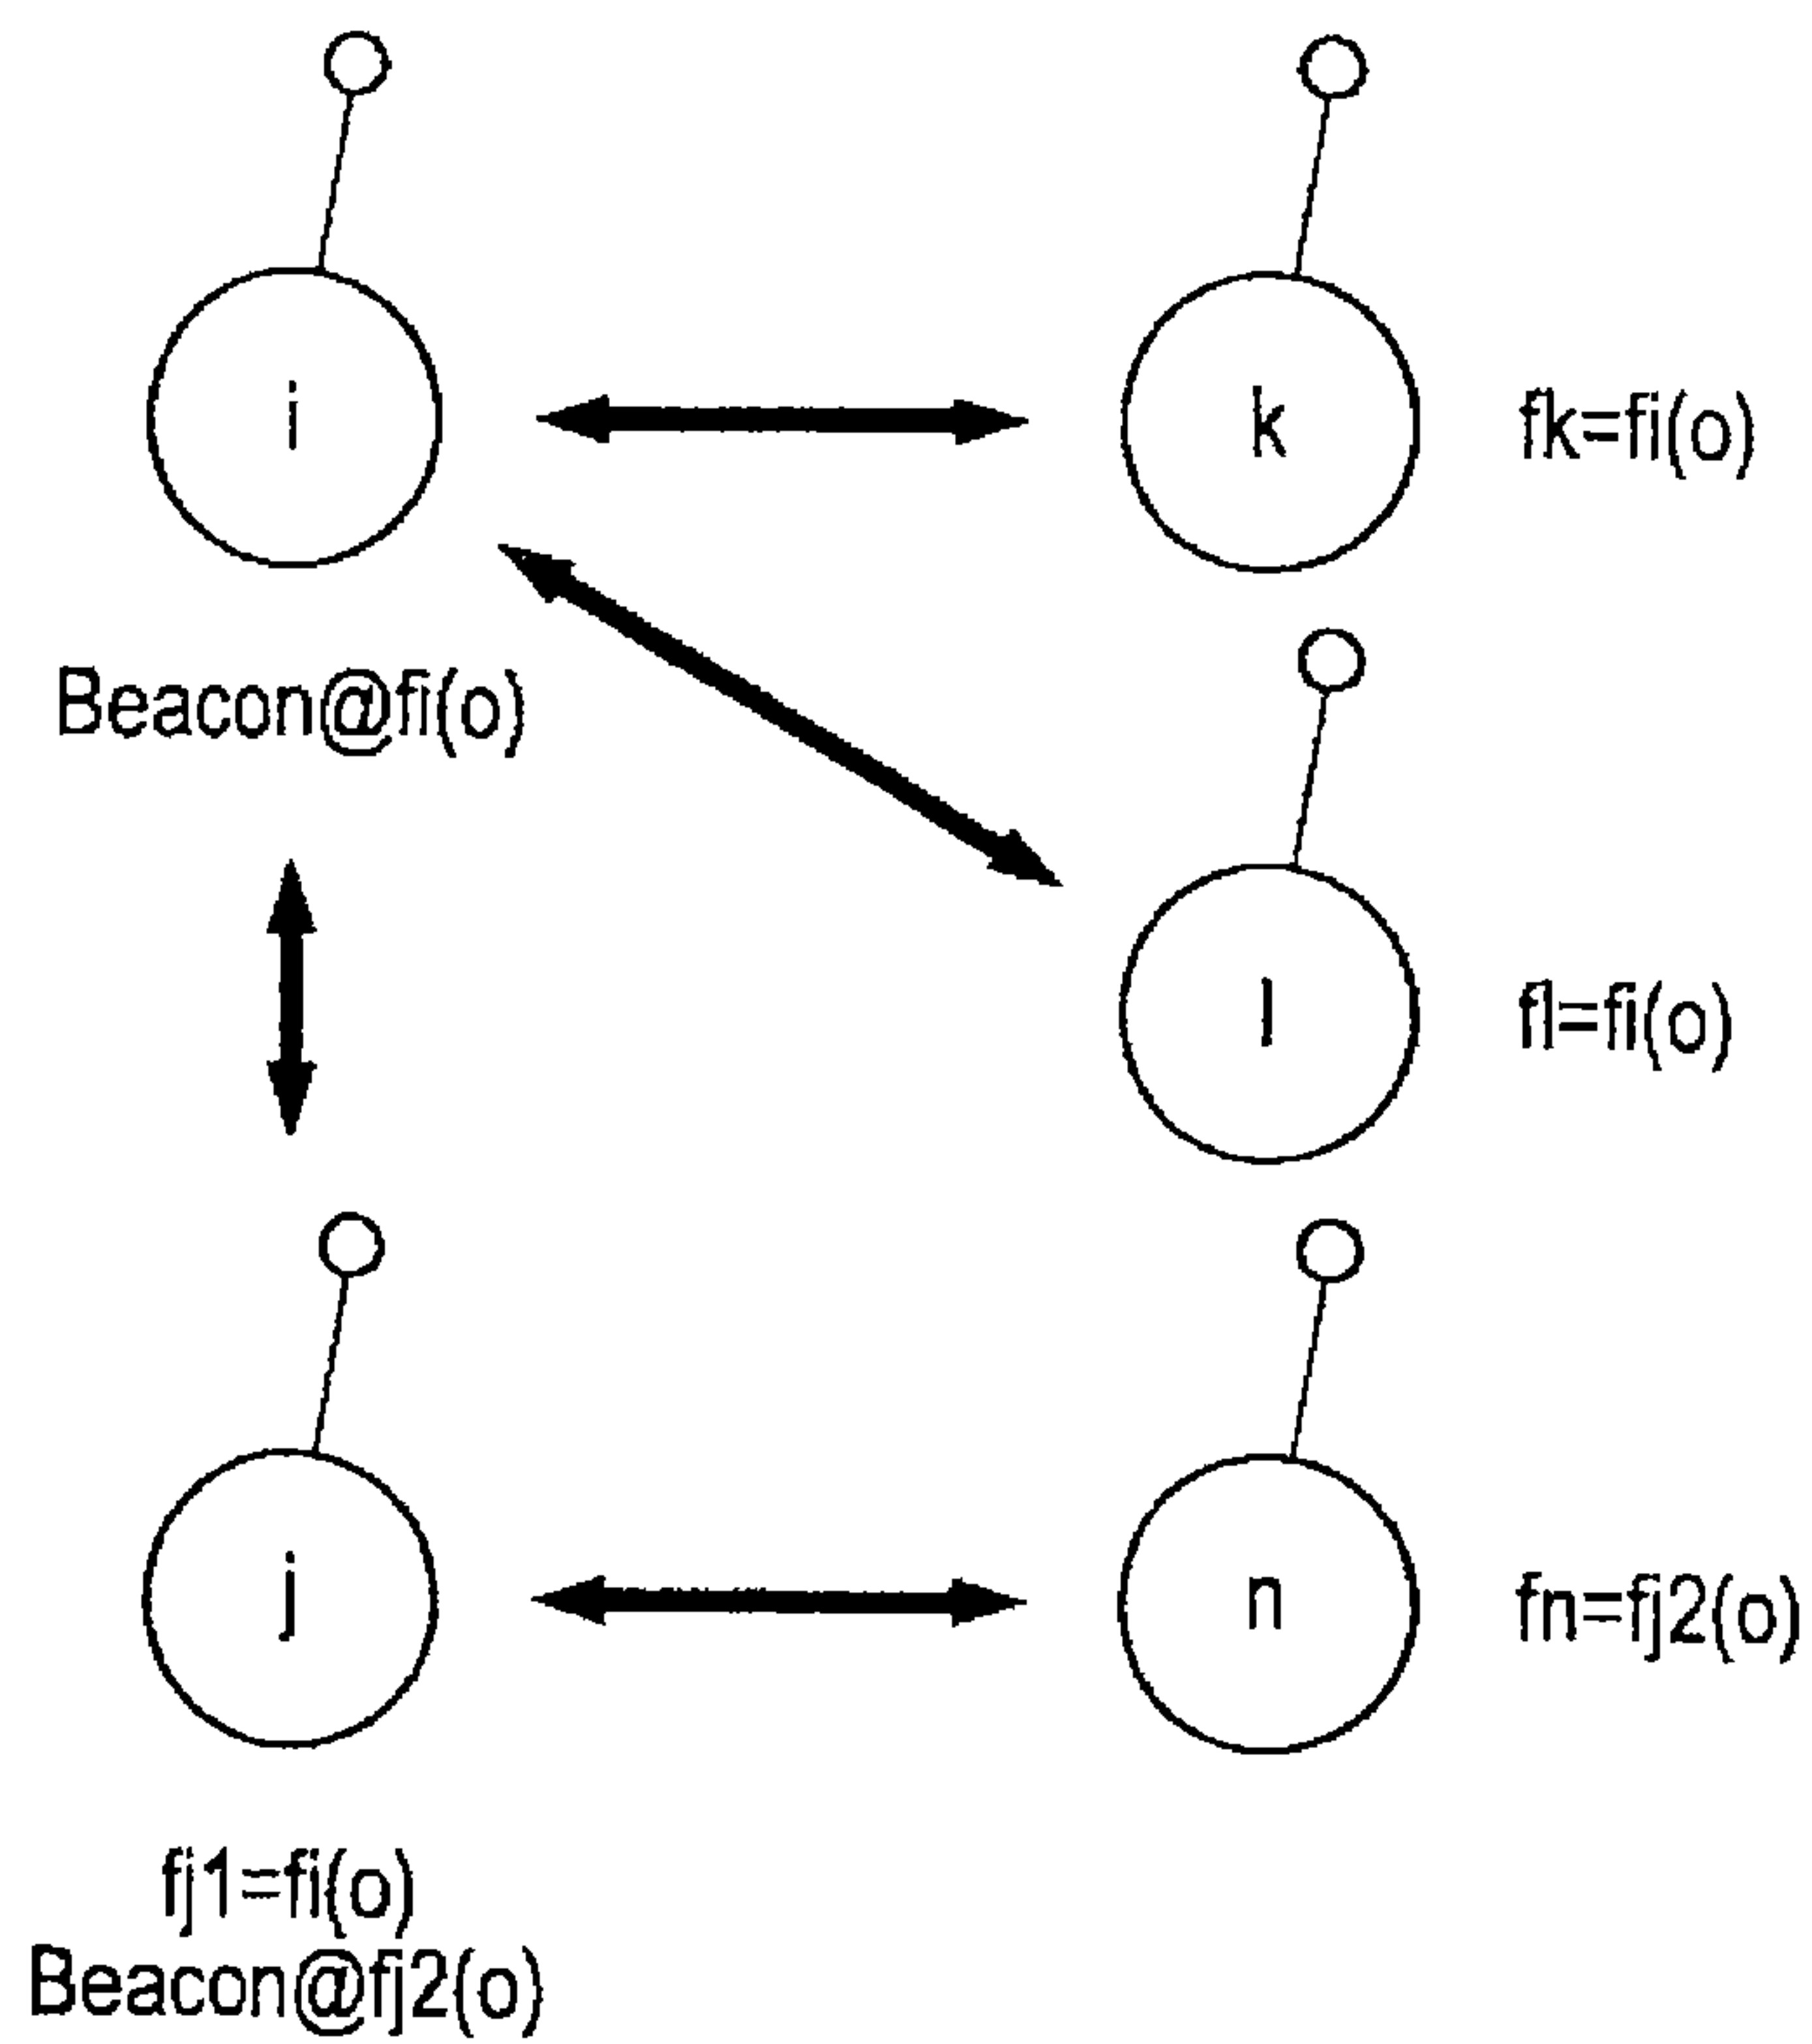 i
k
fk=fi(o)
Beacon@fi(o)
l
fl=fi(o)
j
n
fn=fj2(o)
fj1=fi(o)
Beacon@fj2(o)